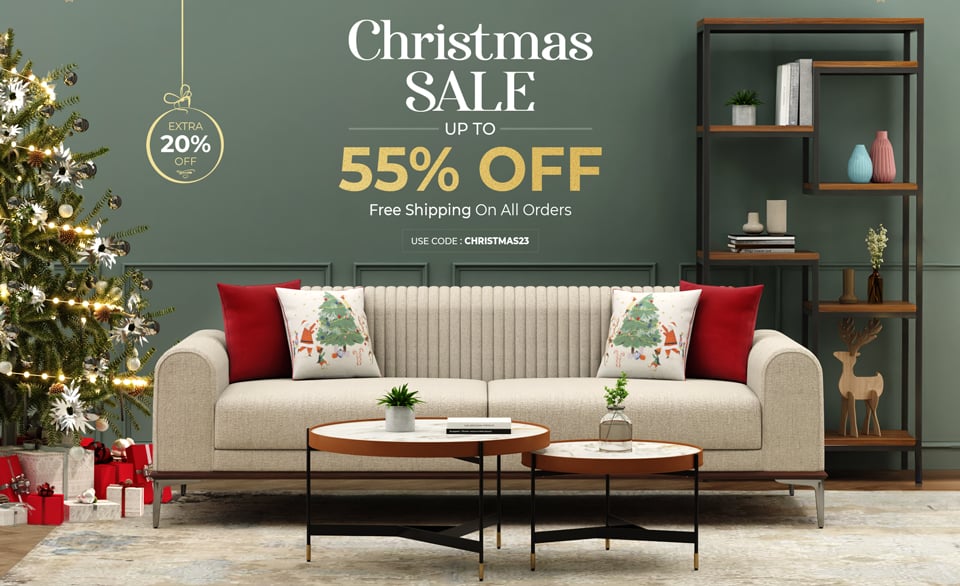 Christmas
SALE
UP TO
55% OFF
Free Shipping On All Orders
USE CODE : CHRISTMAS23
EXTRA
20%
OFF